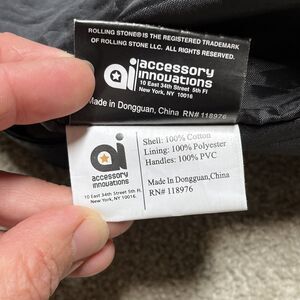 ROLLING STONE® IS THE REGISTERED TRADEMARK
OF ROLLING STONE LLC. ALL RIGHTS RESERVED.
ai accessory
innovations
10 East 34th Street 5th Fl
New York, NY 10016
Made in Dongguan, China RN# 118976
ai
accessory
innovations
10 East 34th Street 5th Fl.
New York, NY 10016
Shell: 100% Cotton
Lining: 100% Polyester
Handles: 100% PVC
Made In Dongguan,China
RN# 118976